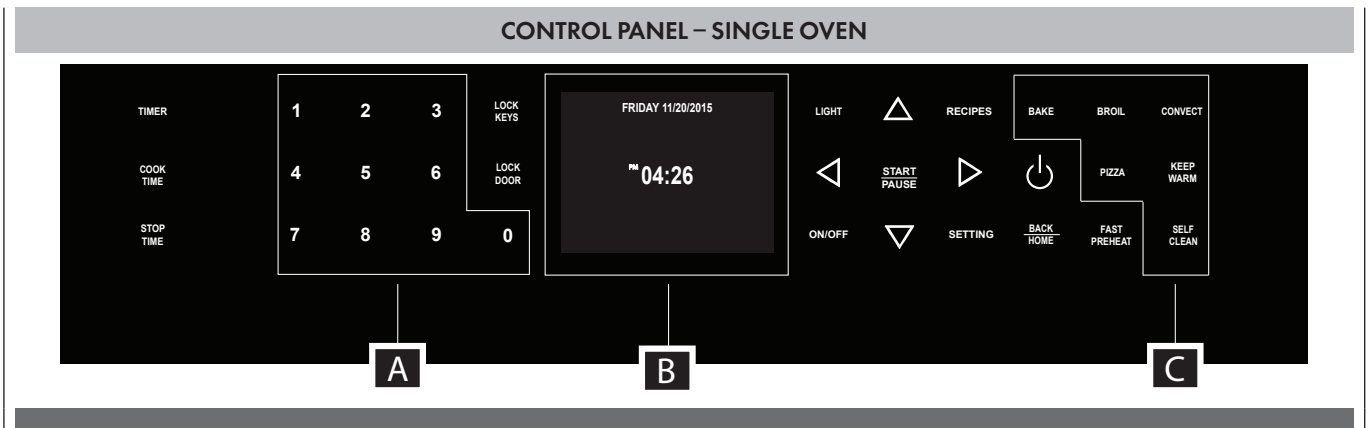 CONTROL PANEL – SINGLE OVEN
TIMER
1 2 3
LOCK
KEYS
FRIDAY 11/20/2015
LIGHT
RECIPES
BAKE
BROIL
CONVECT
COOK
TIME
4 5 6
LOCK
DOOR
PM 04:26
START
PAUSE
PIZZA
KEEP
WARM
STOP
TIME
7 8 9 0
ON/OFF
SETTING
BACK
HOME
FAST
PREHEAT
SELF
CLEAN
A
B
C